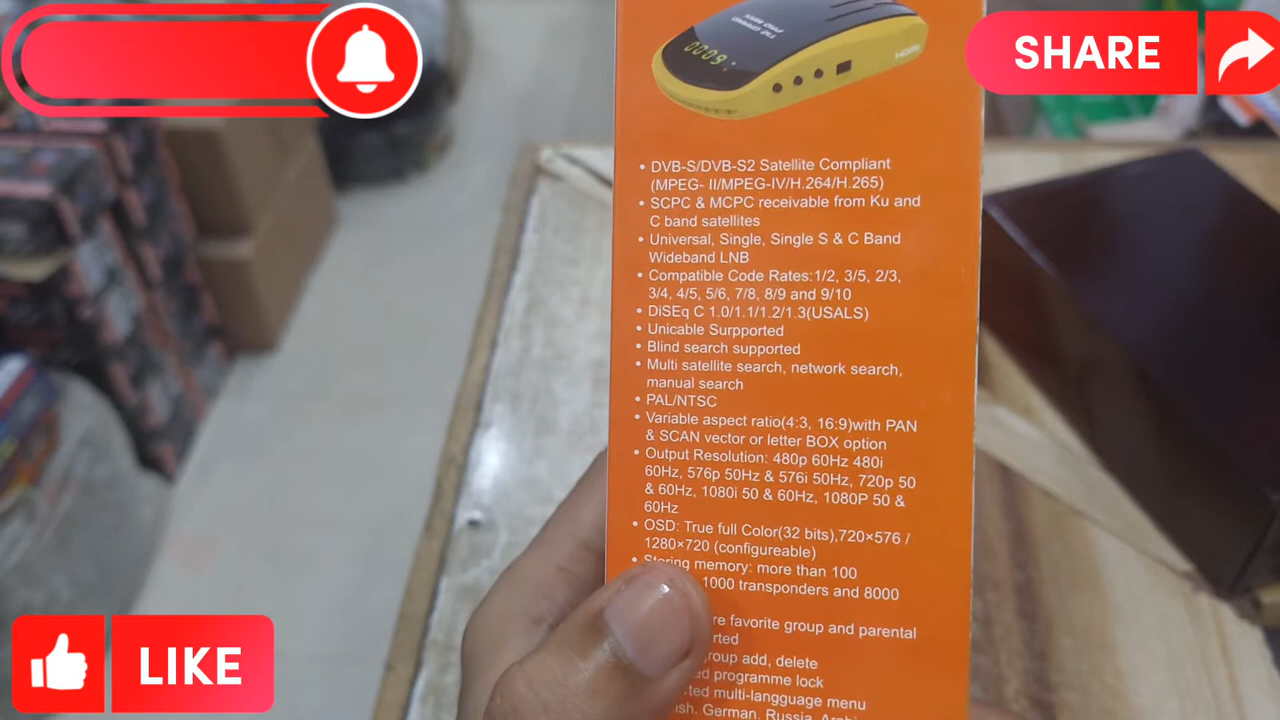 SHARE
T10 GRAND
PRO MAX
0009
HDMI
• DVB-S/DVB-S2 Satellite Compliant
(MPEG- II/MPEG-IV/H.264/H.265)
• SCPC & MCPC receivable from Ku and
C band satellites
• Universal, Single, Single S & C Band
Wideband LNB
• Compatible Code Rates:1/2, 3/5, 2/3,
3/4, 4/5, 5/6, 7/8, 8/9 and 9/10
• DiSEq C 1.0/1.1/1.2/1.3(USALS)
• Unicable Surpported
• Blind search supported
• Multi satellite search, network search,
manual search
• PAL/NTSC
• Variable aspect ratio(4:3, 16:9)with PAN
& SCAN vector or letter BOX option
• Output Resolution: 480p 60Hz 480i
60Hz, 576p 50Hz & 576i 50Hz, 720p 50
& 60Hz, 1080i 50 & 60Hz, 1080P 50 &
60Hz
• OSD: True full Color(32 bits),720×576 /
1280×720 (configureable)
• Storing memory: more than 100
1000 transponders and 8000
favorite group and parental
group add, delete
programme lock
multi-langguage menu
German, Russia,
LIKE